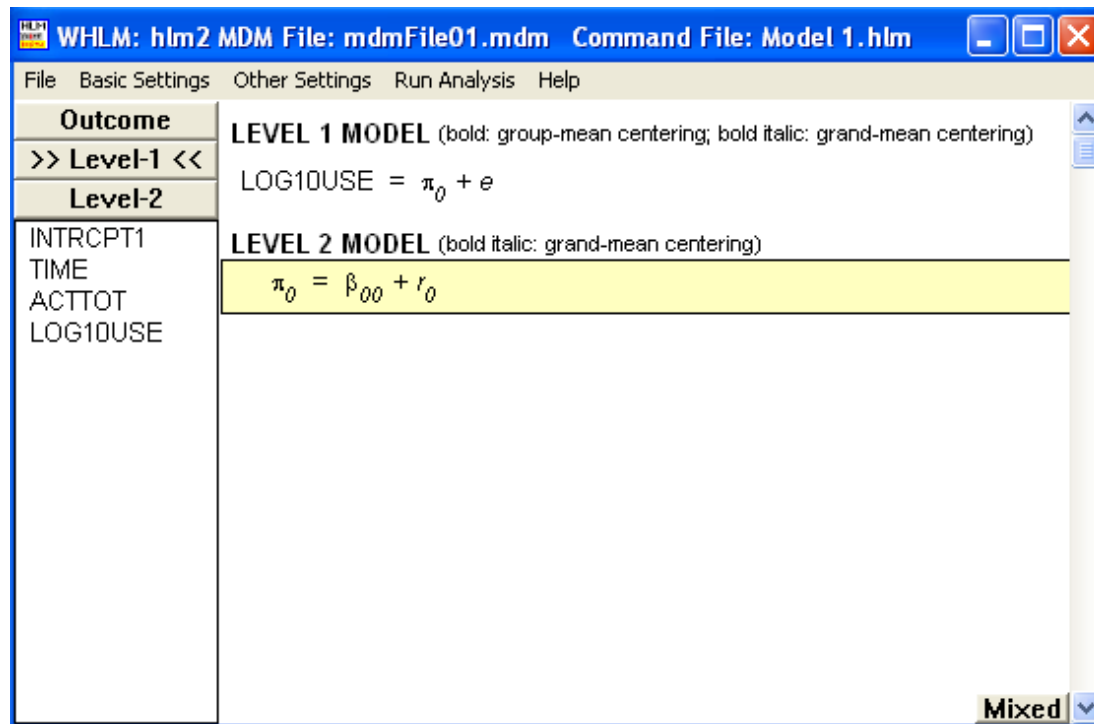 WHLM: hlm2 MDM File: mdmFile01.mdm Command File: Model 1.hlm
File Basic Settings Other Settings Run Analysis Help
Outcome
>> Level-1 <<
Level-2
INTRCPT1
TIME
ACTTOT
LOG10USE
LEVEL 1 MODEL (bold: group-mean centering; bold italic: grand-mean centering)
LOG10USE = π₀ + e
LEVEL 2 MODEL (bold italic: grand-mean centering)
π₀ = β₀₀ + r₀
Mixed